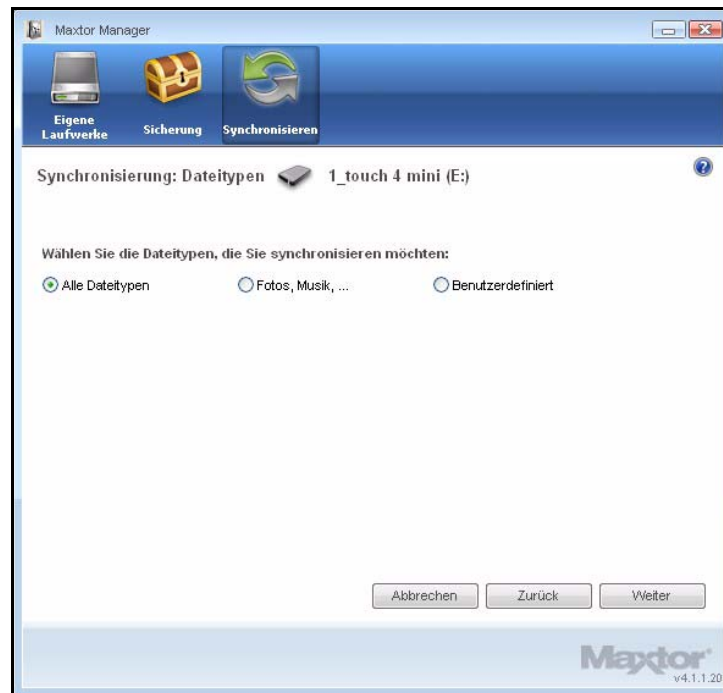 Maxtor Manager
Eigene Laufwerke
Sicherung
Synchronisieren
Synchronisierung: Dateitypen 1_touch 4 mini (E:)
?
Wählen Sie die Dateitypen, die Sie synchronisieren möchten:
Alle Dateitypen Fotos, Musik, ... Benutzerdefiniert
Abbrechen Zurück Weiter
Maxtor
v4.1.1.20